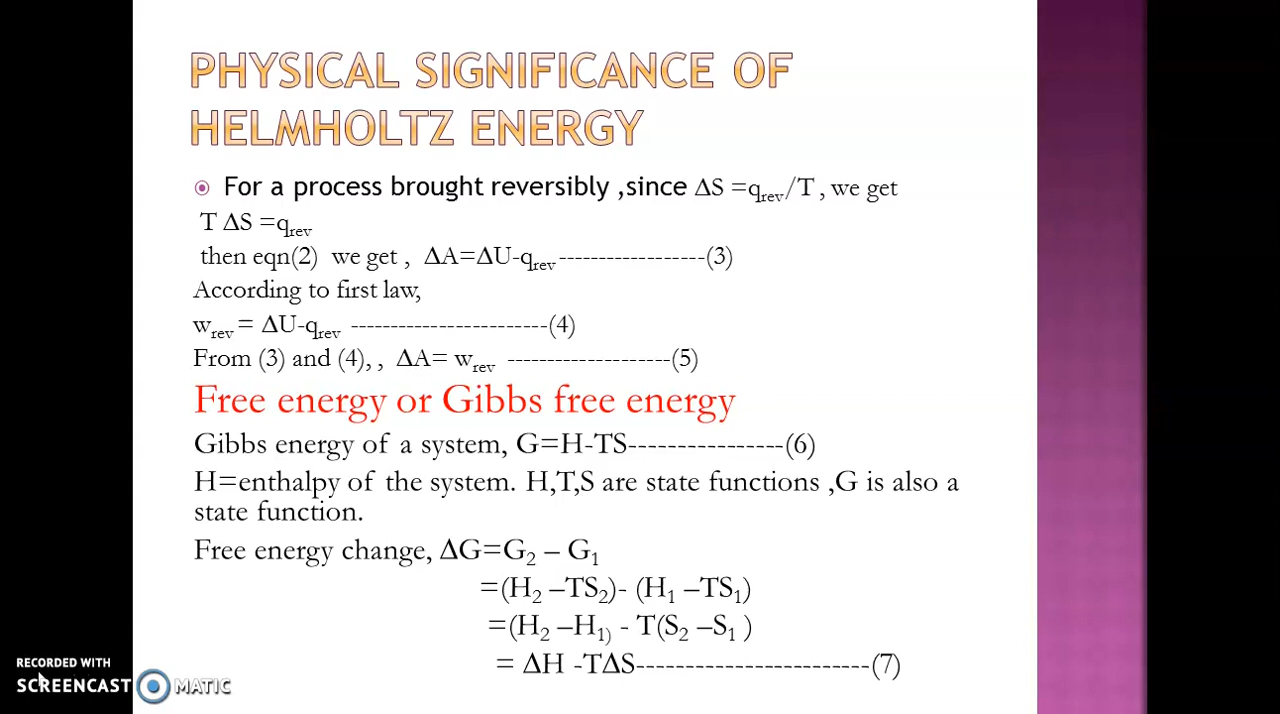 PHYSICAL SIGNIFICANCE OF
HELMHOLTZ ENERGY
For a process brought reversibly ,since ΔS =qrev/T , we get
T ΔS =qrev
then eqn(2) we get , ΔA=ΔU-qrev------------------(3)
According to first law,
wrev = ΔU-qrev -------------------------(4)
From (3) and (4), , ΔA= wrev --------------------(5)
Free energy or Gibbs free energy
Gibbs energy of a system, G=H-TS----------------(6)
H=enthalpy of the system. H,T,S are state functions ,G is also a
state function.
Free energy change, ΔG=G2 – G1
=(H2 –TS2)- (H1 –TS1)
=(H2 –H1) - T(S2 –S1 )
= ΔH -TΔS------------------------(7)
RECORDED WITH
SCREENCAST MATIC